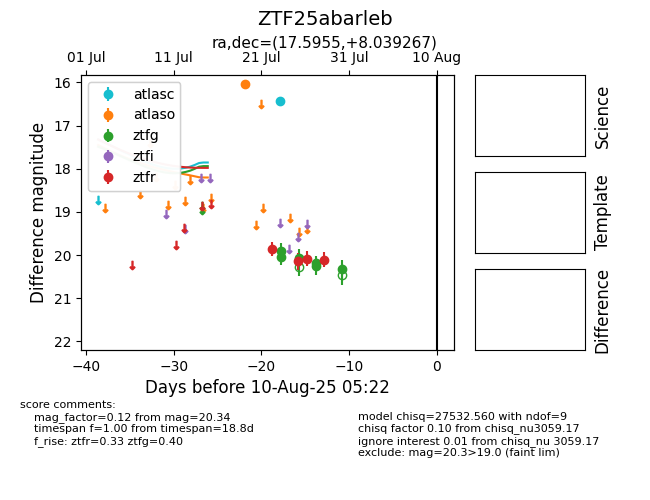 ZTF25abarleb
ra,dec=(17.5955,+8.039267)
01 Jul 11 Jul 21 Jul 31 Jul 10 Aug
atlasc
atlaso
ztfg
ztfi
ztfr
16
17
18
19
20
21
22
Difference magnitude
−40 −30 −20 −10 0
Days before 10-Aug-25 05:22
Science
Template
Difference
score comments:
mag_factor=0.12 from mag=20.34
timespan f=1.00 from timespan=18.8d
f_rise: ztfr=0.33 ztfg=0.40
model chisq=27532.560 with ndof=9
chisq factor 0.10 from chisq_nu3059.17
ignore interest 0.01 from chisq_nu 3059.17
exclude: mag=20.3>19.0 (faint lim)